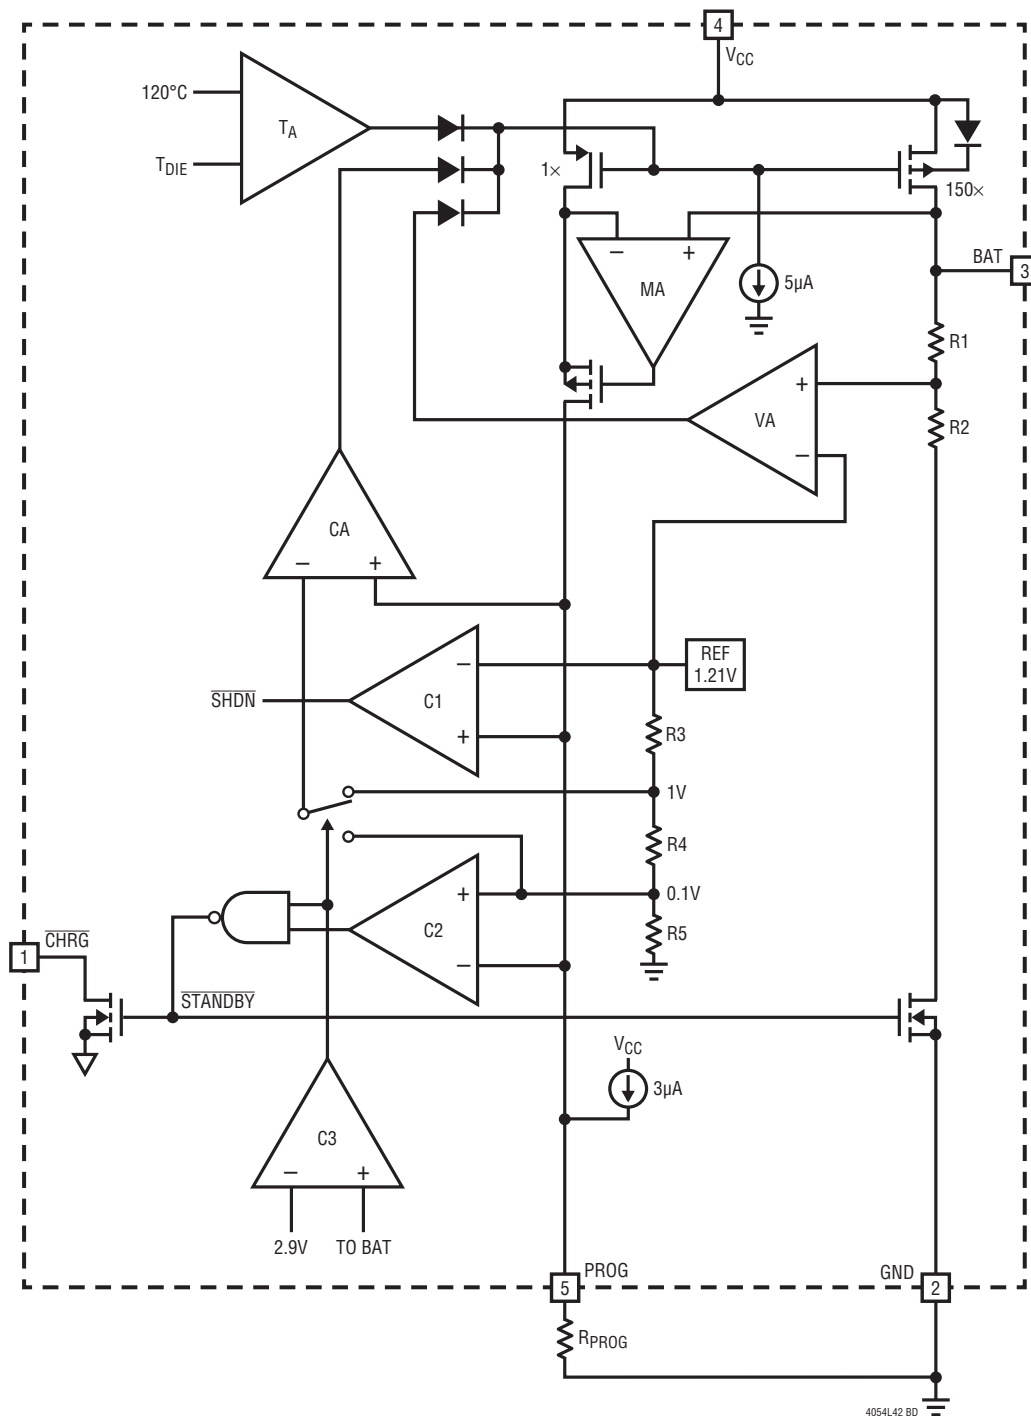 4
VCC
120°C
TA
TDIE
1×
150×
– +
MA
5µA
BAT
3
R1
+
VA
–
R2
CA
– +
REF
1.21V
–
SHDN
C1
+
R3
1V
R4
+
0.1V
C2
–
R5
CHRG
1
STANDBY
VCC
3µA
C3
– +
2.9V
TO BAT
PROG
5
GND
2
RPROG
4054L42 BD